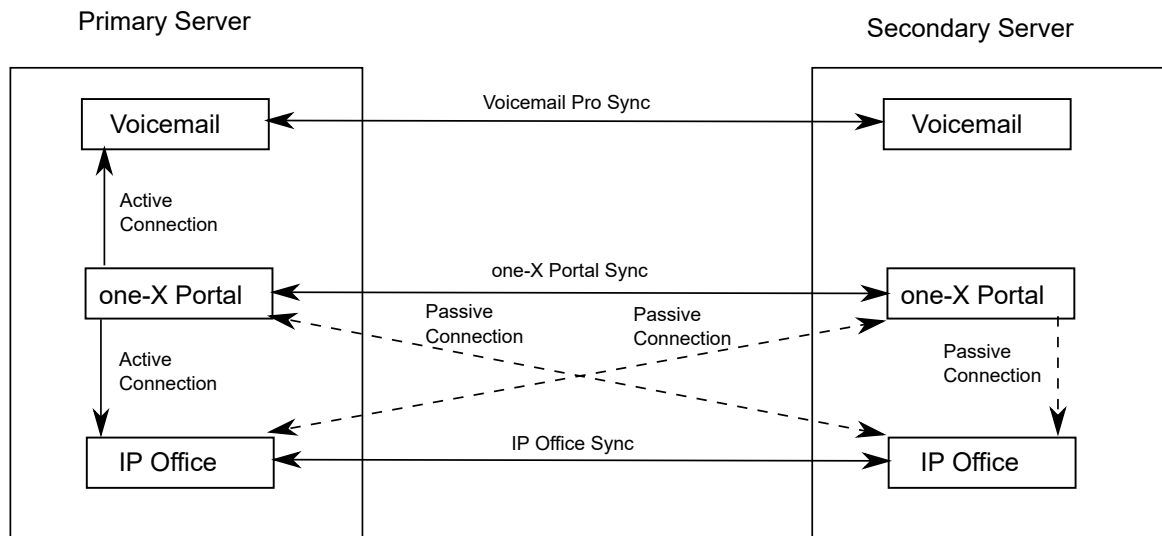 Primary Server
Secondary Server
Voicemail Pro Sync
Voicemail
Voicemail
Active
Connection
one-X Portal Sync
one-X Portal
one-X Portal
Passive
Connection
Passive
Connection
Active
Connection
Passive
Connection
IP Office Sync
IP Office
IP Office